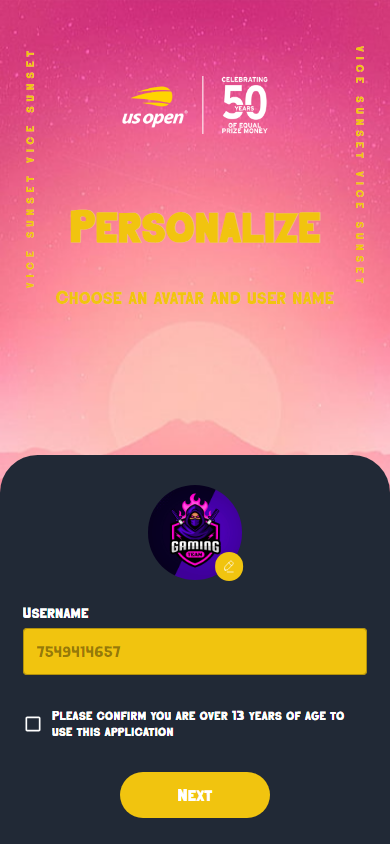 VICE SUNSET VICE SUNSET
VICE SUNSET VICE SUNSET
us open
CELEBRATING
50
YEARS
OF EQUAL
PRIZE MONEY
PERSONALIZE
CHOOSE AN AVATAR AND USER NAME
GAMING
TEAM
USERNAME
7549414657
PLEASE CONFIRM YOU ARE OVER 13 YEARS OF AGE TO
USE THIS APPLICATION
NEXT